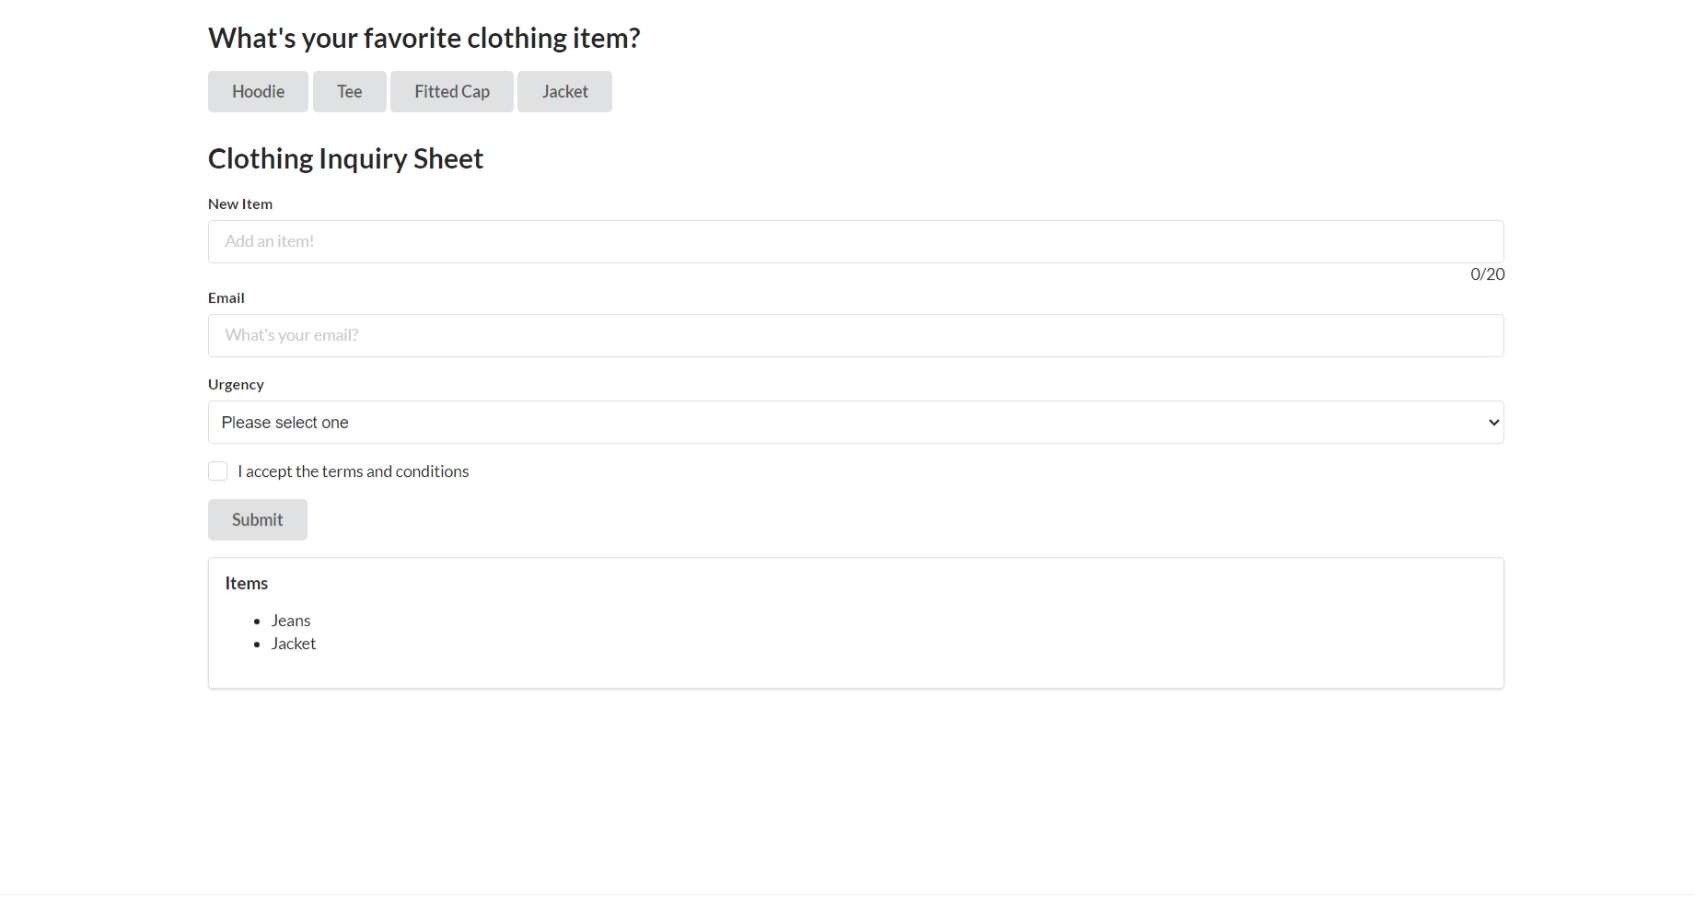 What's your favorite clothing item?
Hoodie Tee Fitted Cap Jacket
Clothing Inquiry Sheet
New Item
Add an item!
0/20
Email
What's your email?
Urgency
Please select one
I accept the terms and conditions
Submit
Items
Jeans
Jacket